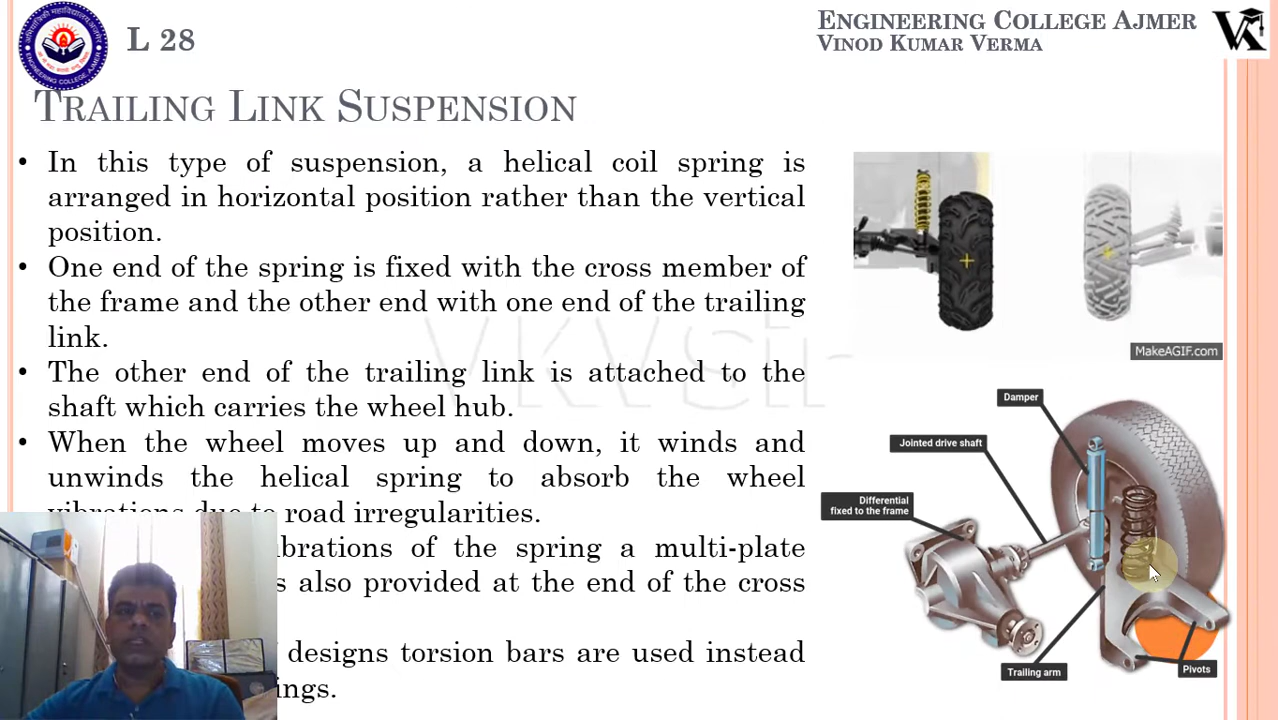 L 28
ENGINEERING COLLEGE AJMER
VINOD KUMAR VERMA
TRAILING LINK SUSPENSION
• In this type of suspension, a helical coil spring is
arranged in horizontal position rather than the vertical
position.
• One end of the spring is fixed with the cross member of
the frame and the other end with one end of the trailing
link.
• The other end of the trailing link is attached to the
shaft which carries the wheel hub.
• When the wheel moves up and down, it winds and
unwinds the helical spring to absorb the wheel
vibrations due to road irregularities.
of the spring a multi-plate
also provided at the end of the cross
designs torsion bars are used instead
MakeAGIF.com
Damper
Jointed drive shaft
Differential
fixed to the frame
Trailing arm
Pivots
VKVSir